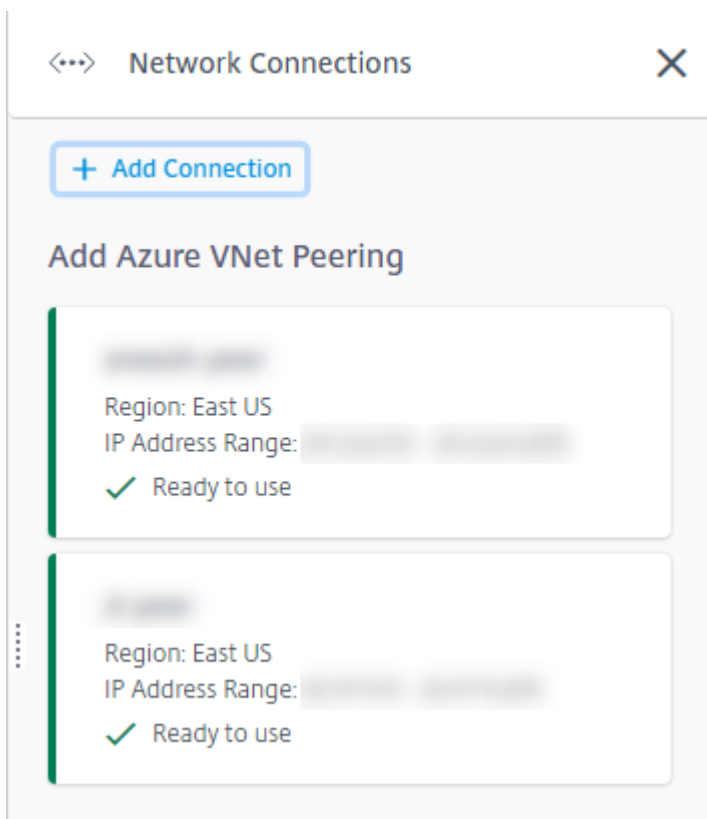 Network Connections
+ Add Connection
Add Azure VNet Peering
Region: East US
IP Address Range:
Ready to use
Region: East US
IP Address Range:
Ready to use